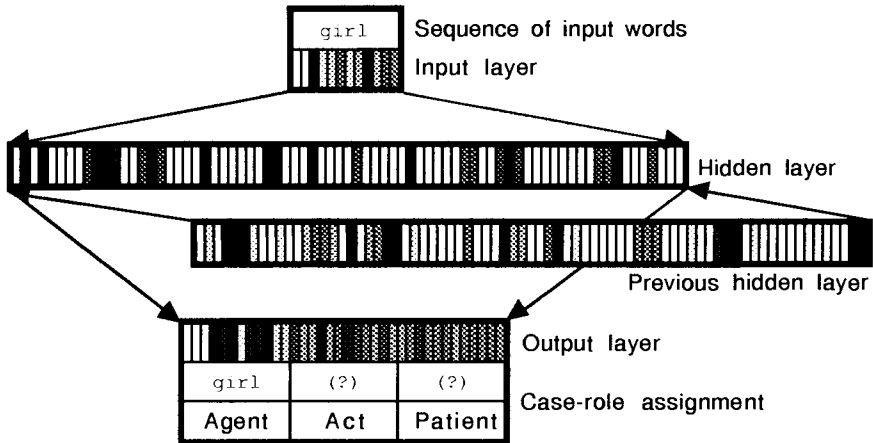 girl Sequence of input words
Input layer
Hidden layer
Previous hidden layer
Output layer
girl (?) (?)
Case-role assignment
Agent Act Patient